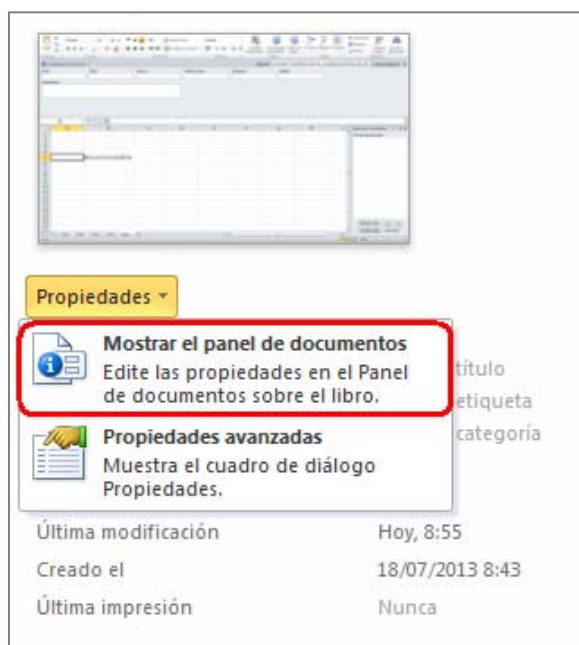 Propiedades
Mostrar el panel de documentos
Edite las propiedades en el Panel
de documentos sobre el libro.
título
etiqueta
Propiedades avanzadas
categoría
Muestra el cuadro de diálogo
Propiedades.
Última modificación Hoy, 8:55
Creado el 18/07/2013 8:43
Última impresión Nunca